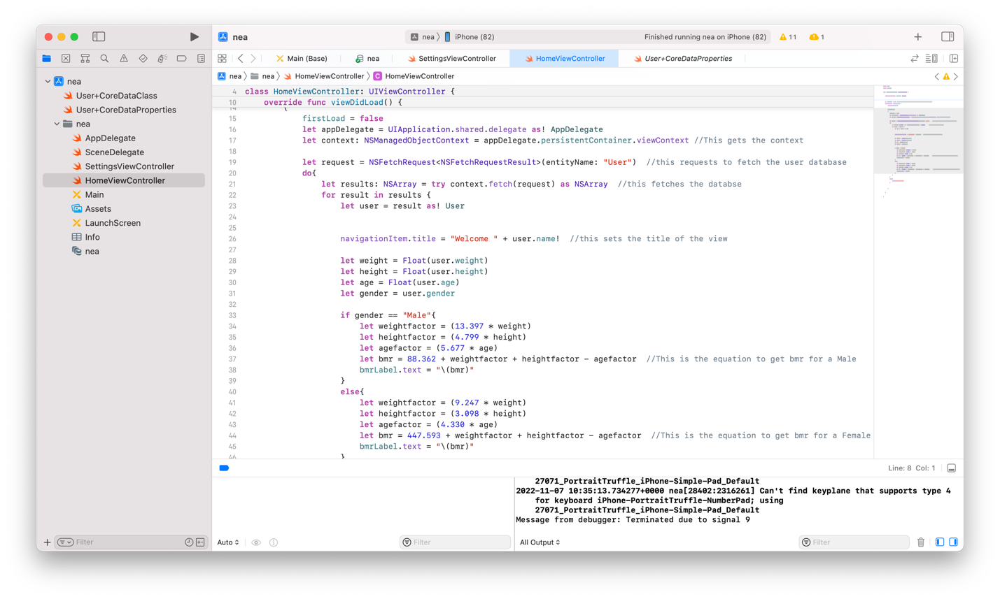 nea
nea
iPhone (82)
Finished running nea on iPhone (82)
11
1
Main (Base)
nea
SettingsViewController
HomeViewController
User+CoreDataProperties
nea
nea
HomeViewController
C HomeViewController
nea
User+CoreDataClass
User+CoreDataProperties
nea
AppDelegate
SceneDelegate
SettingsViewController
HomeViewController
Main
Assets
LaunchScreen
Info
nea
4 class HomeViewController: UIViewController {
10 override func viewDidLoad() {
14 {
15 firstLoad = false
16 let appDelegate = UIApplication.shared.delegate as! AppDelegate
17 let context: NSManagedObjectContext = appDelegate.persistentContainer.viewContext //This gets the context
18
19 let request = NSFetchRequest<NSFetchRequestResult>(entityName: "User") //this requests to fetch the user database
20 do{
21 let results: NSArray = try context.fetch(request) as NSArray //this fetches the databse
22 for result in results {
23 let user = result as! User
24
25
26 navigationItem.title = "Welcome " + user.name! //this sets the title of the view
27
28 let weight = Float(user.weight)
29 let height = Float(user.height)
30 let age = Float(user.age)
31 let gender = user.gender
32
33 if gender == "Male"{
34 let weightfactor = (13.397 * weight)
35 let heightfactor = (4.799 * height)
36 let agefactor = (5.677 * age)
37 let bmr = 88.362 + weightfactor + heightfactor - agefactor //This is the equation to get bmr for a Male
38 bmrLabel.text = "\(bmr)"
39 }
40 else{
41 let weightfactor = (9.247 * weight)
42 let heightfactor = (3.098 * height)
43 let agefactor = (4.330 * age)
44 let bmr = 447.593 + weightfactor + heightfactor - agefactor //This is the equation to get bmr for a Female
45 bmrLabel.text = "\(bmr)"
46 }
Line: 8 Col: 1
27071_PortraitTruffle_iPhone-Simple-Pad_Default
2022-11-07 10:35:13.734277+0000 nea[28402:2316261] Can't find keyplane that supports type 4
for keyboard iPhone-PortraitTruffle-NumberPad; using
27071_PortraitTruffle_iPhone-Simple-Pad_Default
Message from debugger: Terminated due to signal 9
Filter
Auto
Filter
All Output
Filter